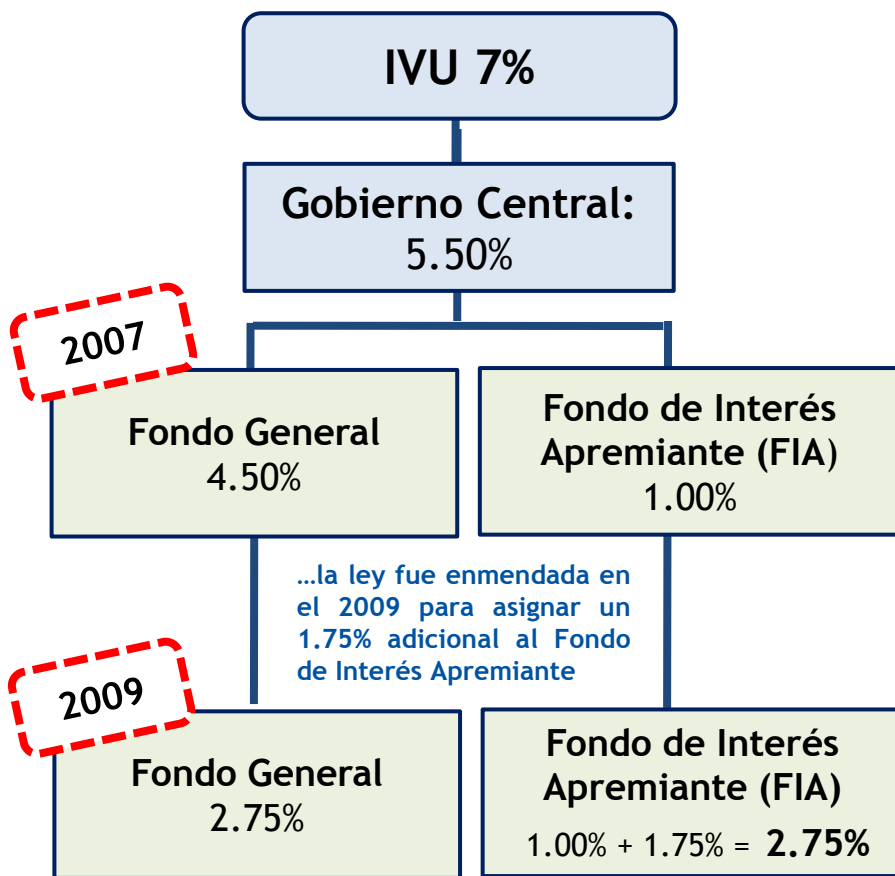 IVU 7%
Gobierno Central:
5.50%
2007
Fondo General
4.50%
Fondo de Interés
Apremiante (FIA)
1.00%
…la ley fue enmendada en
el 2009 para asignar un
1.75% adicional al Fondo
de Interés Apremiante
2009
Fondo General
2.75%
Fondo de Interés
Apremiante (FIA)
1.00% + 1.75% = 2.75%